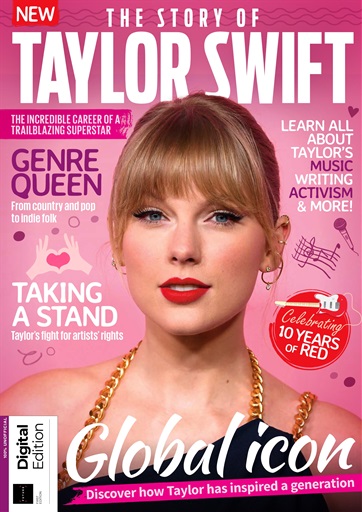 NEW
THE STORY OF
TAYLOR SWIFT
THE INCREDIBLE CAREER OF A
TRAILBLAZING SUPERSTAR
GENRE
QUEEN
From country and pop
to indie folk
LEARN ALL
ABOUT
TAYLOR'S
MUSIC
WRITING
ACTIVISM
& MORE!
TAKING
A STAND
Taylor's fight for artists' rights
Celebrating
10 YEARS
OF RED
100% UNOFFICIAL
Digital
Edition
Global icon
Discover how Taylor has inspired a generation